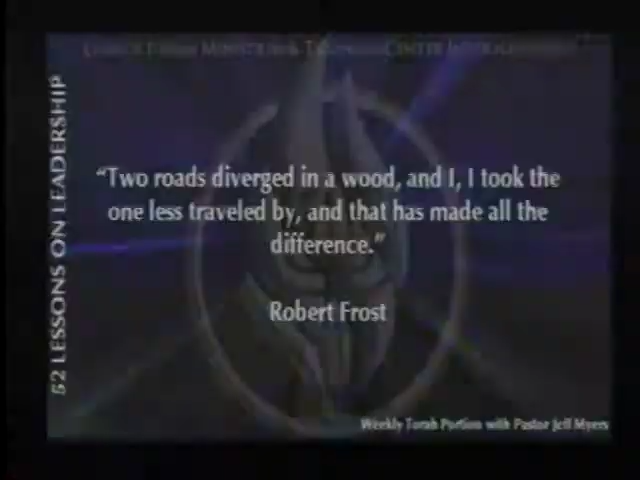 52 LESSONS ON LEADERSHIP
“Two roads diverged in a wood, and I, I took the
one less traveled by, and that has made all the
difference.”
Robert Frost
Weekly Torah Portion with Pastor Jeff Myers